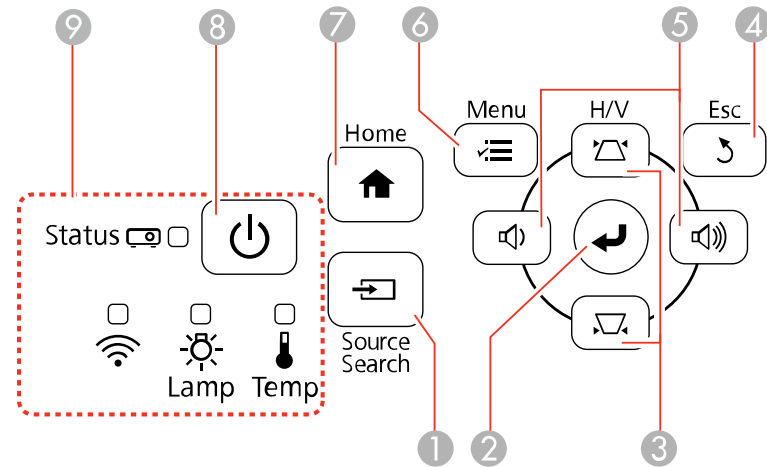 9 8 7 6 5 4
Menu H/V Esc
Home
Status
Source
Search
Lamp Temp
1 2 3